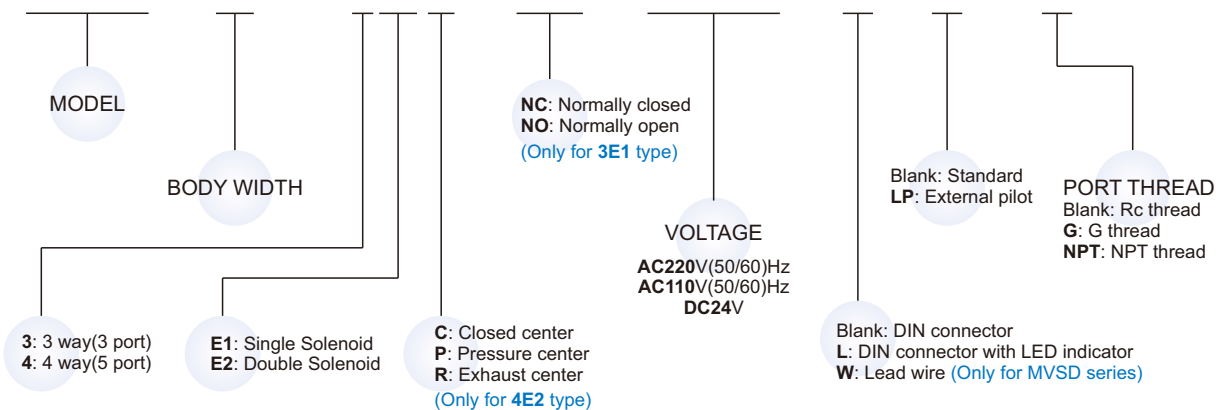 MODEL
BODY WIDTH
3: 3 way(3 port)
4: 4 way(5 port)
E1: Single Solenoid
E2: Double Solenoid
C: Closed center
P: Pressure center
R: Exhaust center
(Only for 4E2 type)
NC: Normally closed
NO: Normally open
(Only for 3E1 type)
VOLTAGE
AC220V(50/60)Hz
AC110V(50/60)Hz
DC24V
Blank: DIN connector
L: DIN connector with LED indicator
W: Lead wire (Only for MVSD series)
Blank: Standard
LP: External pilot
PORT THREAD
Blank: Rc thread
G: G thread
NPT: NPT thread